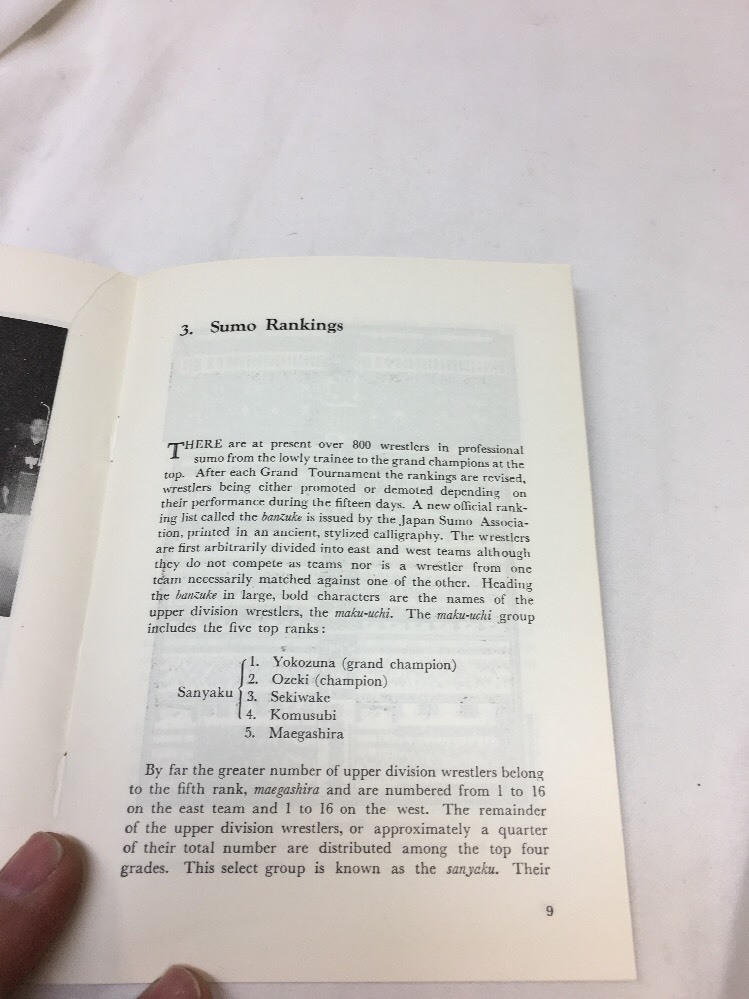 3. Sumo Rankings
THERE are at present over 800 wrestlers in professional
sumo from the lowly trainee to the grand champions at the
top. After each Grand Tournament the rankings are revised,
wrestlers being either promoted or demoted depending on
their performance during the fifteen days. A new official rank-
ing list called the banzuke is issued by the Japan Sumo Associa-
tion, printed in an ancient, stylized calligraphy. The wrestlers
are first arbitrarily divided into east and west teams although
they do not compete as teams nor is a wrestler from one
team necessarily matched against one of the other. Heading
the banzuke in large, bold characters are the names of the
upper division wrestlers, the maku-uchi. The maku-uchi group
includes the five top ranks:
1. Yokozuna (grand champion)
2. Ozeki (champion)
Sanyaku 3. Sekiwake
4. Komusubi
5. Maegashira
By far the greater number of upper division wrestlers belong
to the fifth rank, maegashira and are numbered from 1 to 16
on the east team and 1 to 16 on the west. The remainder
of the upper division wrestlers, or approximately a quarter
of their total number are distributed among the top four
grades. This select group is known as the sanyaku. Their
9